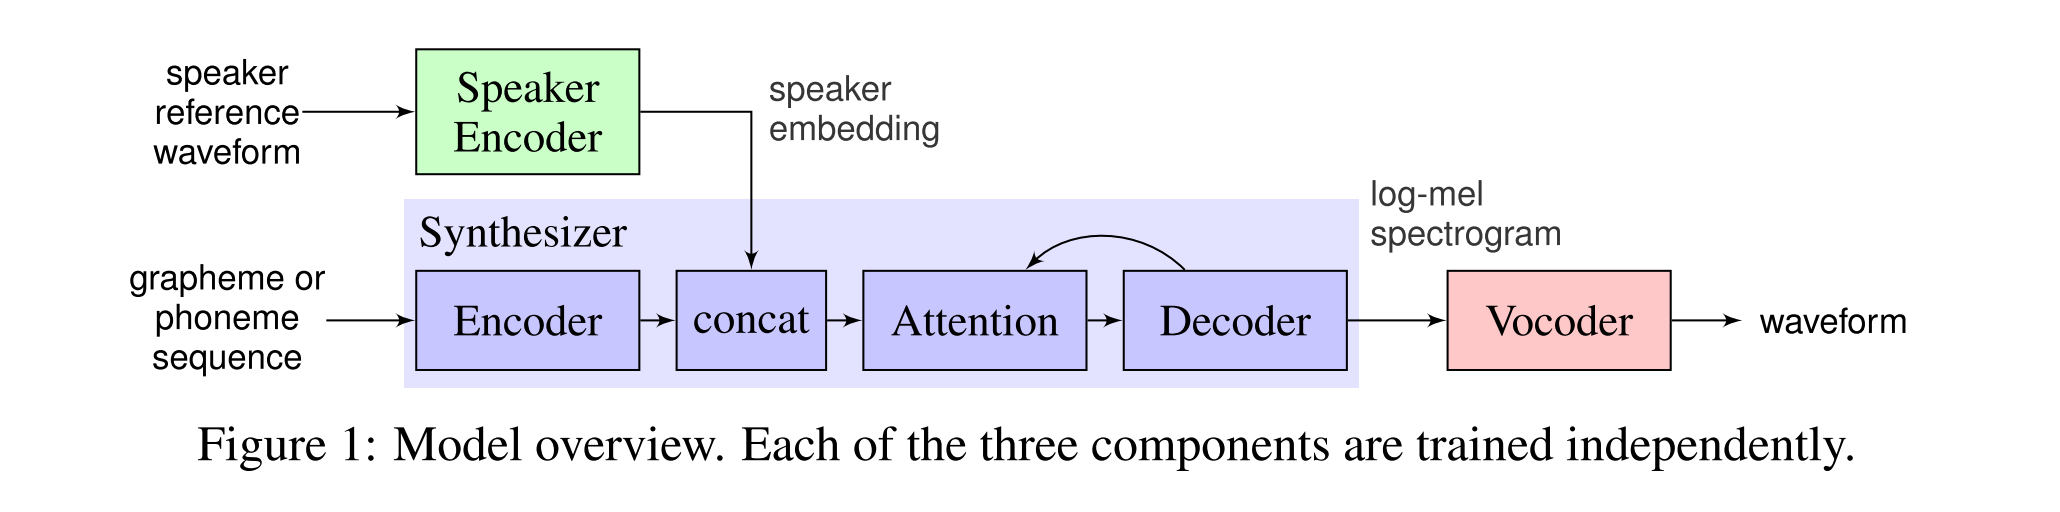 speaker
reference
waveform
Speaker
Encoder
speaker
embedding
log-mel
spectrogram
Synthesizer
grapheme or
phoneme
sequence
Encoder
concat
Attention
Decoder
Vocoder
waveform
Figure 1: Model overview. Each of the three components are trained independently.